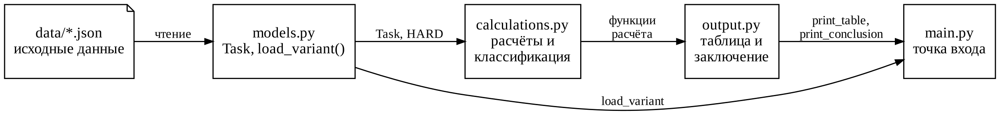 data/*.json
исходные данные
чтение
models.py
Task, load_variant()
Task, HARD
calculations.py
расчёты и
классификация
функции
расчёта
output.py
таблица и
заключение
print_table,
print_conclusion
main.py
точка входа
load_variant